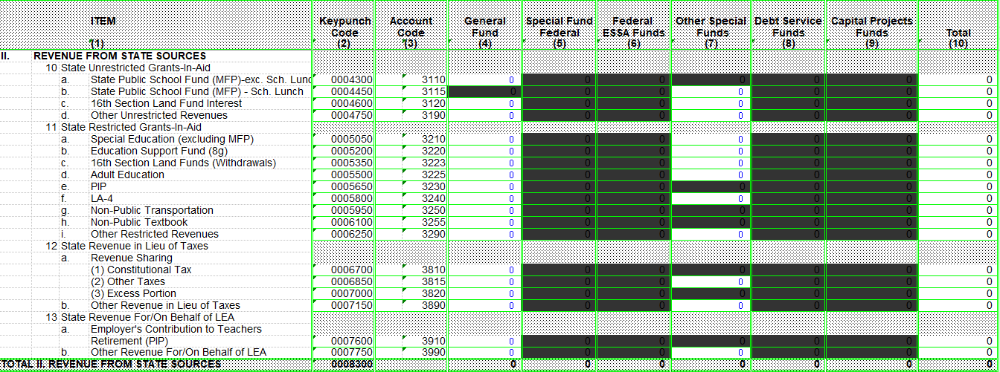 ITEM Keypunch Account General Special Fund Federal Other Special Debt Service Capital Projects
Code Code Fund Federal ESSA Funds Funds Funds Funds Total
(1) (2) (3) (4) (5) (6) (7) (8) (9) (10)
II. REVENUE FROM STATE SOURCES
10 State Unrestricted Grants-In-Aid
a. State Public School Fund (MFP)-exc. Sch. Lunc 0004300 3110 0 0 0 0 0 0 0
b. State Public School Fund (MFP) - Sch. Lunch 0004450 3115 0 0 0 0 0 0 0
c. 16th Section Land Fund Interest 0004600 3120 0 0 0 0 0 0 0
d. Other Unrestricted Revenues 0004750 3190 0 0 0 0 0 0 0
11 State Restricted Grants-In-Aid
a. Special Education (excluding MFP) 0005050 3210 0 0 0 0 0 0 0
b. Education Support Fund (8g) 0005200 3220 0 0 0 0 0 0 0
c. 16th Section Land Funds (Withdrawals) 0005350 3223 0 0 0 0 0 0 0
d. Adult Education 0005500 3225 0 0 0 0 0 0 0
e. PIP 0005650 3230 0 0 0 0 0 0 0
f. LA-4 0005800 3240 0 0 0 0 0 0 0
g. Non-Public Transportation 0005950 3250 0 0 0 0 0 0 0
h. Non-Public Textbook 0006100 3255 0 0 0 0 0 0 0
i. Other Restricted Revenues 0006250 3290 0 0 0 0 0 0 0
12 State Revenue in Lieu of Taxes
a. Revenue Sharing
(1) Constitutional Tax 0006700 3810 0 0 0 0 0 0 0
(2) Other Taxes 0006850 3815 0 0 0 0 0 0 0
(3) Excess Portion 0007000 3820 0 0 0 0 0 0 0
b. Other Revenue in Lieu of Taxes 0007150 3890 0 0 0 0 0 0 0
13 State Revenue For/On Behalf of LEA
a. Employer's Contribution to Teachers
Retirement (PIP) 0007600 3910 0 0 0 0 0 0 0
b. Other Revenue For/On Behalf of LEA 0007750 3990 0 0 0 0 0 0 0
TOTAL II. REVENUE FROM STATE SOURCES 0008300 0 0 0 0 0 0 0